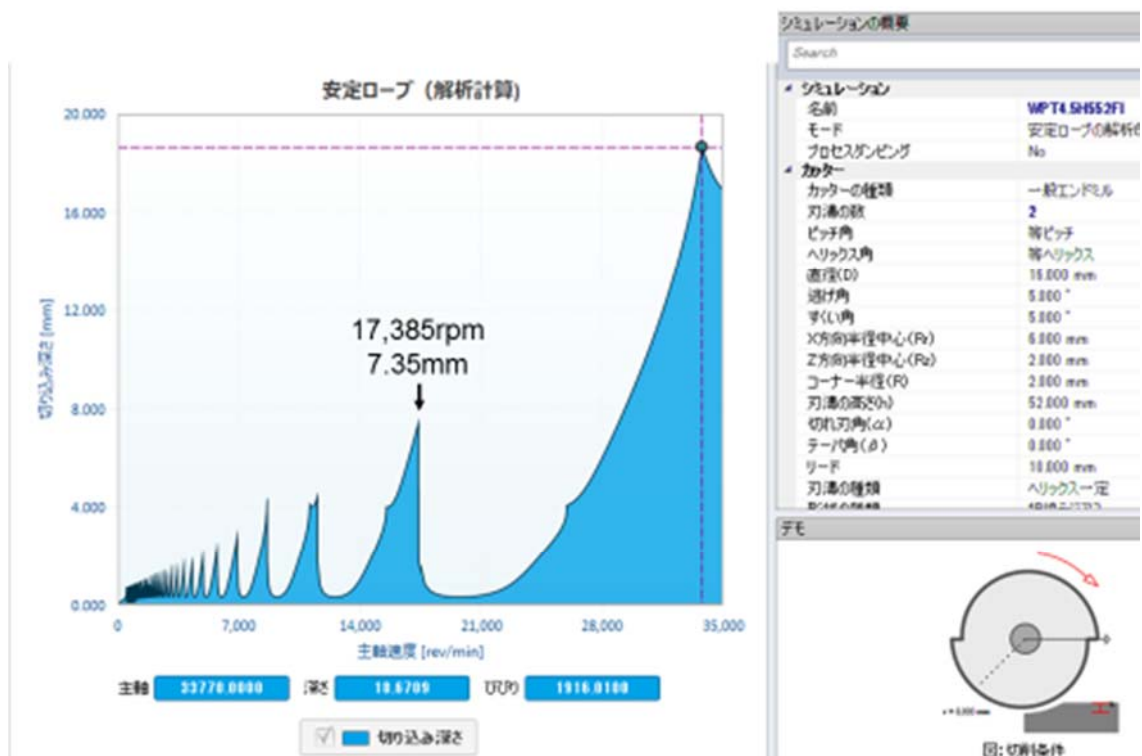 シミュレーションの概要
Search
安定ローブ（解析計算)
シミュレーション
名前 WPT4.5H552F1
モード 安定ローブの解析的
プロセスダンピング No
カッター
カッターの種類 一般エンドミル
刃溝の数 2
ピッチ角 等ピッチ
ヘリックス角 等ヘリックス
直径(D) 16.000 mm
逃げ角 5.000 °
すくい角 5.000 °
X方向半径中心(Rr) 6.000 mm
Z方向半径中心(Rz) 2.000 mm
コーナー半径(R) 2.000 mm
刃溝の高さ(h) 52.000 mm
切れ刃角(α) 0.000 °
テーパ角(β) 0.000 °
リード 10.000 mm
刃溝の種類 ヘリックス一定
デモ
図: 切削条件
切り込み深さ [mm]
20.000
16.000
12.000
8.000
4.000
0.000
17,385rpm
7.35mm
0 7,000 14,000 21,000 28,000 35,000
主軸速度 [rev/min]
主軸 33770.0000 深さ 18.6709 びびり 1916.0100
切り込み深さ